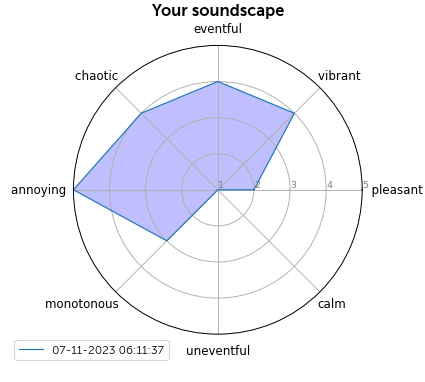 Your soundscape
eventful
chaotic
vibrant
annoying
1 2 3 4 5
pleasant
monotonous
calm
uneventful
07-11-2023 06:11:37